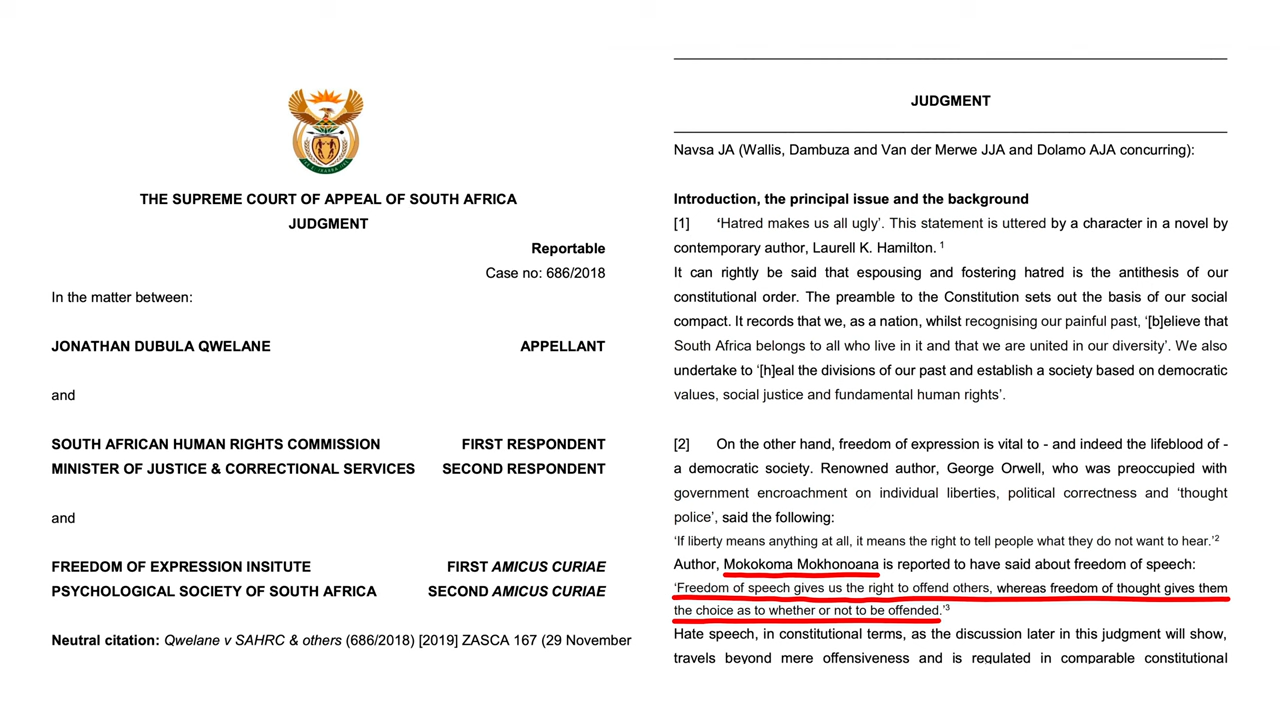 THE SUPREME COURT OF APPEAL OF SOUTH AFRICA
JUDGMENT
Reportable
Case no: 686/2018
In the matter between:
JONATHAN DUBULA QWELANE APPELLANT
and
SOUTH AFRICAN HUMAN RIGHTS COMMISSION FIRST RESPONDENT
MINISTER OF JUSTICE & CORRECTIONAL SERVICES SECOND RESPONDENT
and
FREEDOM OF EXPRESSION INSITUTE FIRST AMICUS CURIAE
PSYCHOLOGICAL SOCIETY OF SOUTH AFRICA SECOND AMICUS CURIAE
Neutral citation: Qwelane v SAHRC & others (686/2018) [2019] ZASCA 167 (29 November
JUDGMENT
Navsa JA (Wallis, Dambuza and Van der Merwe JJA and Dolamo AJA concurring):
Introduction, the principal issue and the background
[1] ‘Hatred makes us all ugly’. This statement is uttered by a character in a novel by
contemporary author, Laurell K. Hamilton. 1
It can rightly be said that espousing and fostering hatred is the antithesis of our
constitutional order. The preamble to the Constitution sets out the basis of our social
compact. It records that we, as a nation, whilst recognising our painful past, ‘[b]elieve that
South Africa belongs to all who live in it and that we are united in our diversity’. We also
undertake to ‘[h]eal the divisions of our past and establish a society based on democratic
values, social justice and fundamental human rights’.
[2] On the other hand, freedom of expression is vital to - and indeed the lifeblood of -
a democratic society. Renowned author, George Orwell, who was preoccupied with
government encroachment on individual liberties, political correctness and ‘thought
police’, said the following:
‘If liberty means anything at all, it means the right to tell people what they do not want to hear.’2
Author, Mokokoma Mokhonoana is reported to have said about freedom of speech:
‘Freedom of speech gives us the right to offend others, whereas freedom of thought gives them
the choice as to whether or not to be offended.’3
Hate speech, in constitutional terms, as the discussion later in this judgment will show,
travels beyond mere offensiveness and is regulated in comparable constitutional